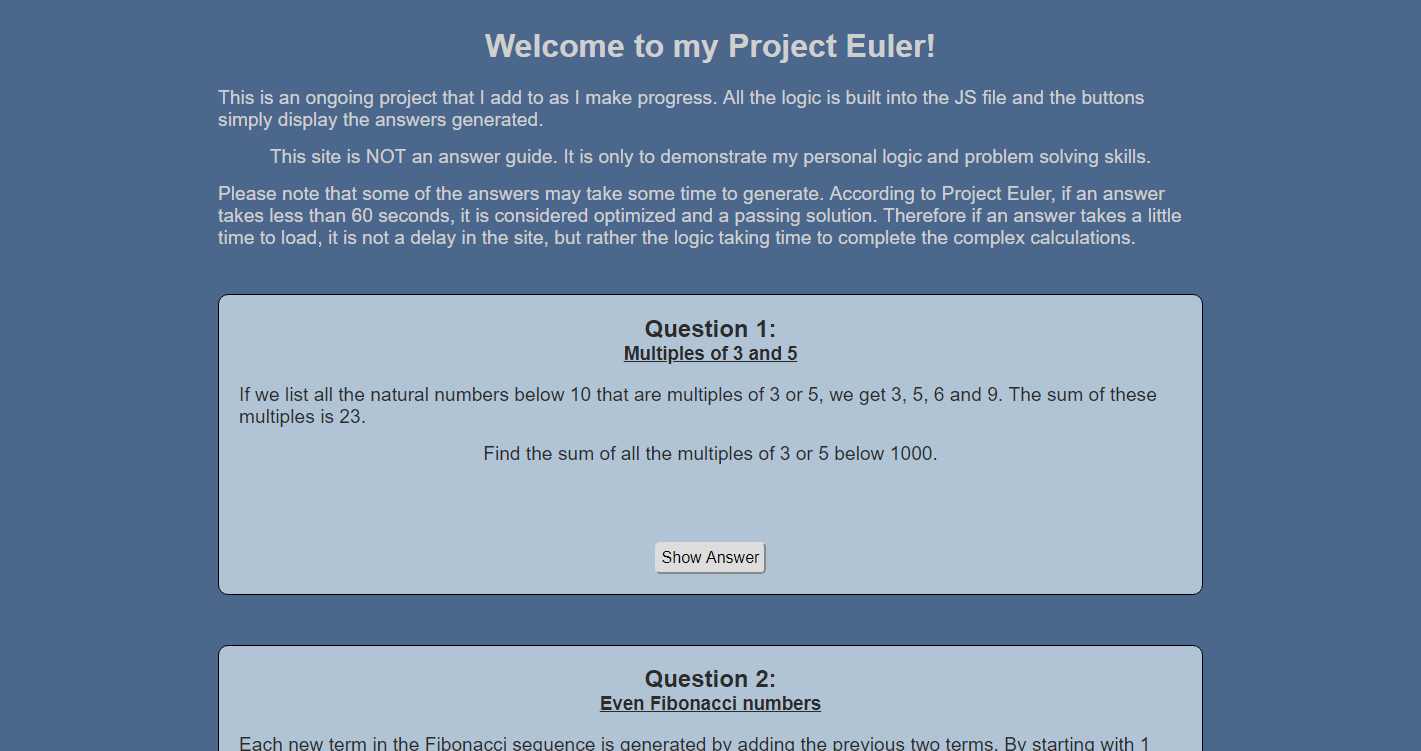 Welcome to my Project Euler!
This is an ongoing project that I add to as I make progress. All the logic is built into the JS file and the buttons
simply display the answers generated.
This site is NOT an answer guide. It is only to demonstrate my personal logic and problem solving skills.
Please note that some of the answers may take some time to generate. According to Project Euler, if an answer
takes less than 60 seconds, it is considered optimized and a passing solution. Therefore if an answer takes a little
time to load, it is not a delay in the site, but rather the logic taking time to complete the complex calculations.
Question 1:
Multiples of 3 and 5
If we list all the natural numbers below 10 that are multiples of 3 or 5, we get 3, 5, 6 and 9. The sum of these
multiples is 23.
Find the sum of all the multiples of 3 or 5 below 1000.
Show Answer
Question 2:
Even Fibonacci numbers
Each new term in the Fibonacci sequence is generated by adding the previous two terms. By starting with 1